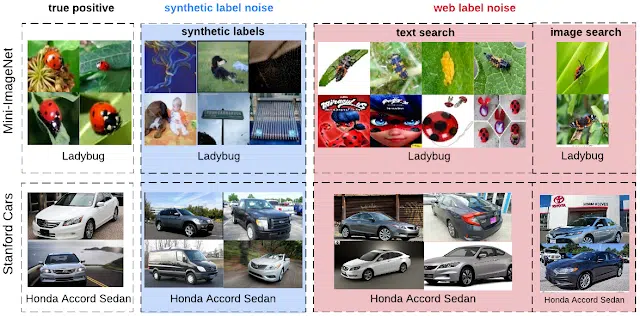 true positive
synthetic label noise
web label noise
synthetic labels
text search
image search
Mini-ImageNet
Ladybug
Ladybug
Ladybug
Ladybug
Stanford Cars
TOYOTA
Honda Accord Sedan
Honda Accord Sedan
Honda Accord Sedan
Honda Accord Sedan